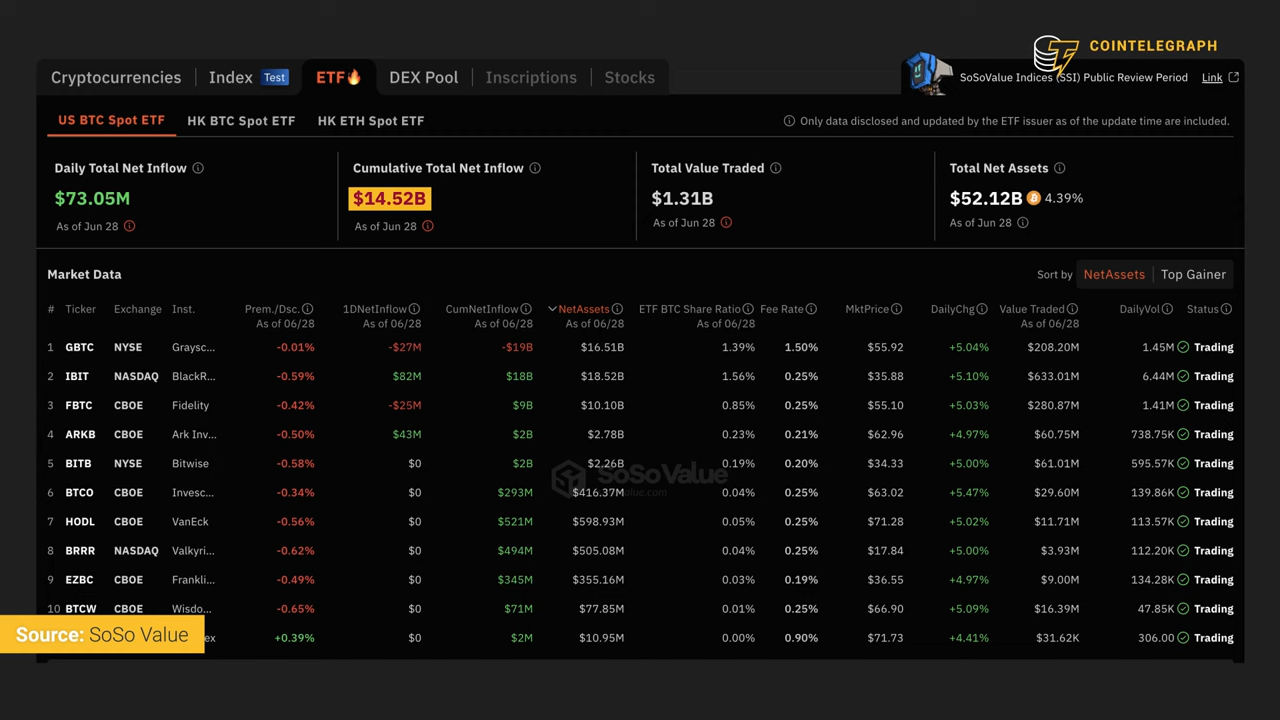 COINTELEGRAPH
Cryptocurrencies Index Test ETF DEX Pool Inscriptions Stocks
SoSoValue Indices (SSI) Public Review Period Link
US BTC Spot ETF HK BTC Spot ETF HK ETH Spot ETF
Only data disclosed and updated by the ETF issuer as of the update time are included.
Daily Total Net Inflow Cumulative Total Net Inflow Total Value Traded Total Net Assets
$73.05M $14.52B $1.31B $52.12B 4.39%
As of Jun 28 As of Jun 28 As of Jun 28 As of Jun 28
Market Data Sort by NetAssets Top Gainer
# Ticker Exchange Inst. Prem./Dsc. 1DNetInflow CumNetInflow NetAssets ETF BTC Share Ratio Fee Rate MktPrice DailyChg Value Traded DailyVol Status
As of 06/28 As of 06/28 As of 06/28 As of 06/28 As of 06/28 As of 06/28
1 GBTC NYSE Graysc... -0.01% -$27M -$19B $16.51B 1.39% 1.50% $55.92 +5.04% $208.20M 1.45M Trading
2 IBIT NASDAQ BlackR... -0.59% $82M $18B $18.52B 1.56% 0.25% $35.88 +5.10% $633.01M 6.44M Trading
3 FBTC CBOE Fidelity -0.42% -$25M $9B $10.10B 0.85% 0.25% $55.10 +5.03% $280.87M 1.41M Trading
4 ARKB CBOE Ark Inv... -0.50% $43M $2B $2.78B 0.23% 0.21% $62.96 +4.97% $60.75M 738.75K Trading
5 BITB NYSE Bitwise -0.58% $0 $2B $2.26B 0.19% 0.20% $34.33 +5.00% $61.01M 595.57K Trading
SoSoValue
6 BTCO CBOE Invesc... -0.34% $0 $293M $416.37M 0.04% 0.25% $63.02 +5.47% $29.60M 139.86K Trading
7 HODL CBOE VanEck -0.56% $0 $521M $598.93M 0.05% 0.25% $71.28 +5.02% $11.71M 113.57K Trading
8 BRRR NASDAQ Valkyri... -0.62% $0 $494M $505.08M 0.04% 0.25% $17.84 +5.00% $3.93M 112.20K Trading
9 EZBC CBOE Frankli... -0.49% $0 $345M $355.16M 0.03% 0.19% $36.55 +4.97% $9.00M 134.28K Trading
10 BTCW CBOE Wisdo... -0.65% $0 $71M $77.85M 0.01% 0.25% $66.90 +5.09% $16.39M 47.85K Trading
ex +0.39% $0 $2M $10.95M 0.00% 0.90% $71.73 +4.41% $31.62K 306.00 Trading
Source: SoSo Value